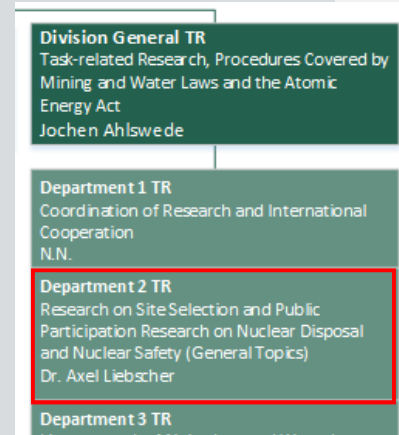 Division General TR
Task-related Research, Procedures Covered by
Mining and Water Laws and the Atomic
Energy Act
Jochen Ahlswede
Department 1 TR
Coordination of Research and International
Cooperation
N.N.
Department 2 TR
Research on Site Selection and Public
Participation Research on Nuclear Disposal
and Nuclear Safety (General Topics)
Dr. Axel Liebscher
Department 3 TR